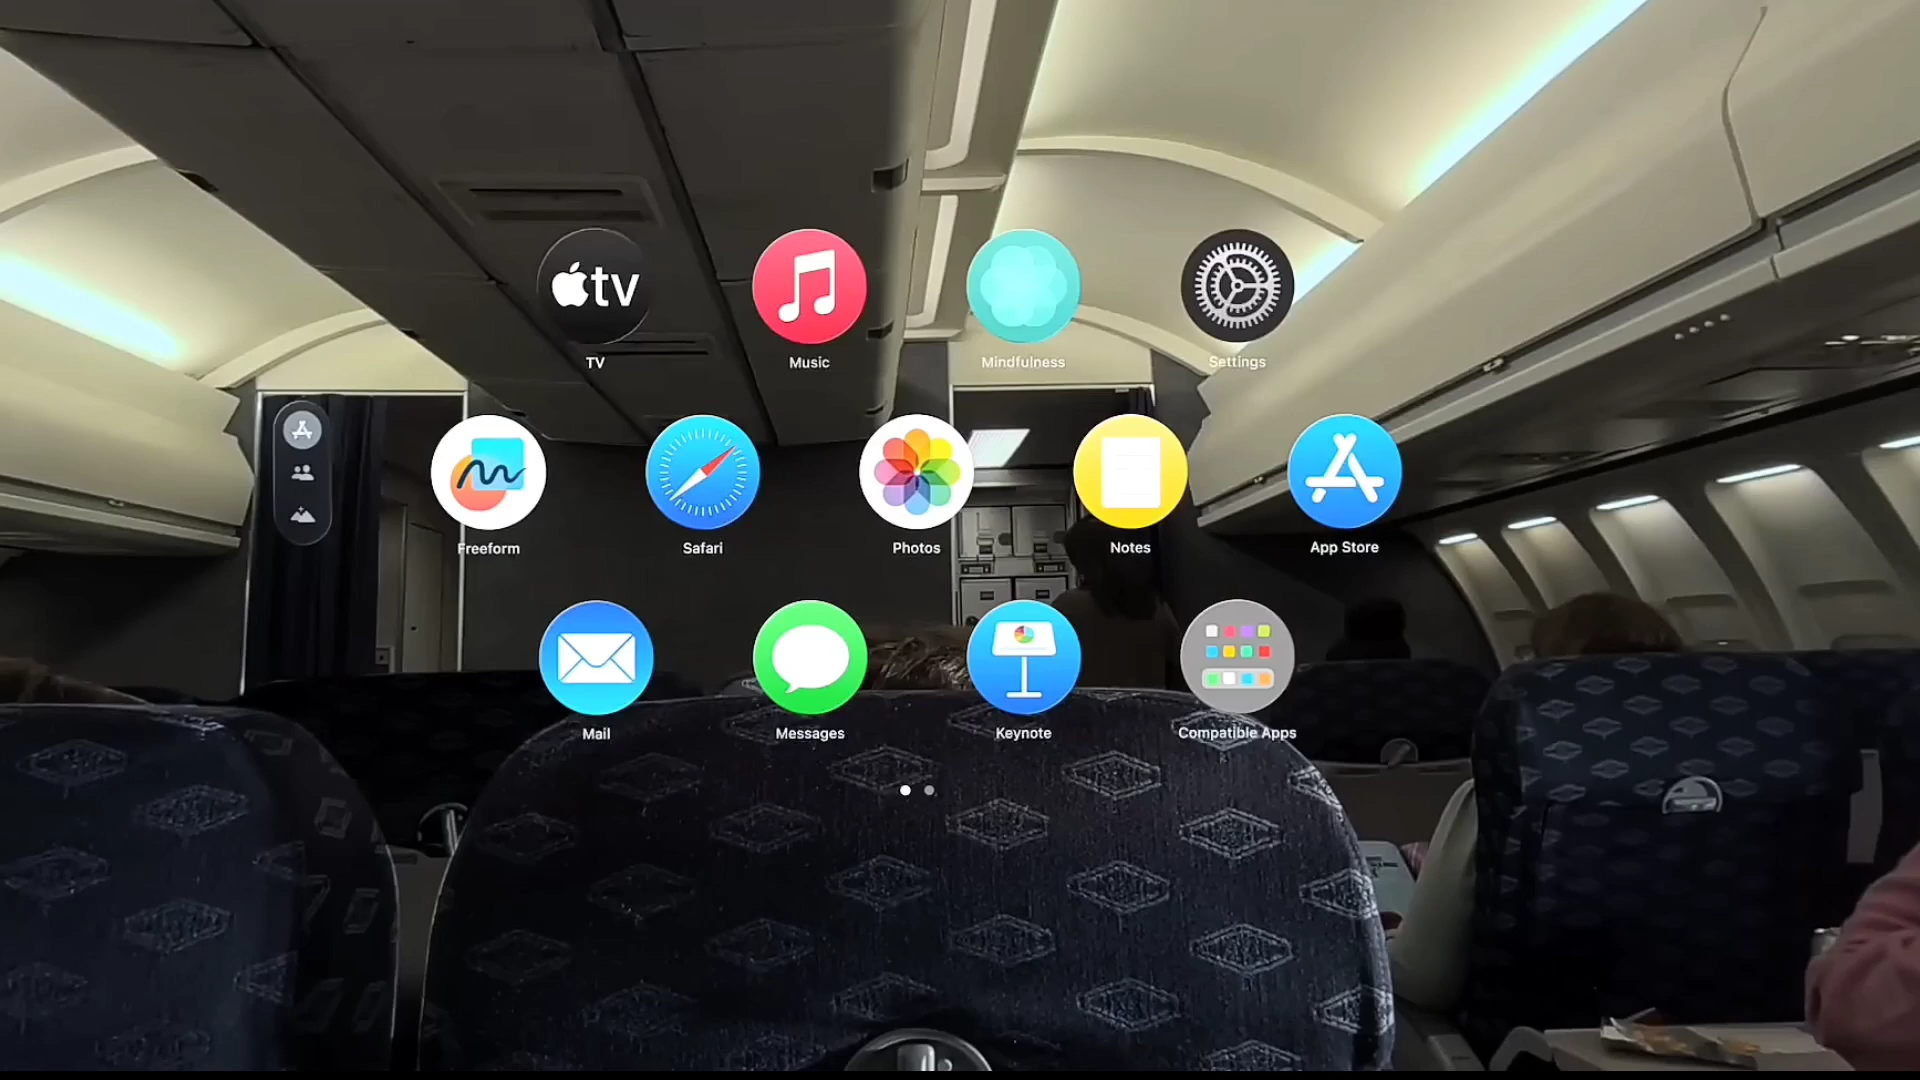 tv
TV
Music
Mindfulness
Settings
Freeform
Safari
Photos
Notes
App Store
Mail
Messages
Keynote
Compatible Apps